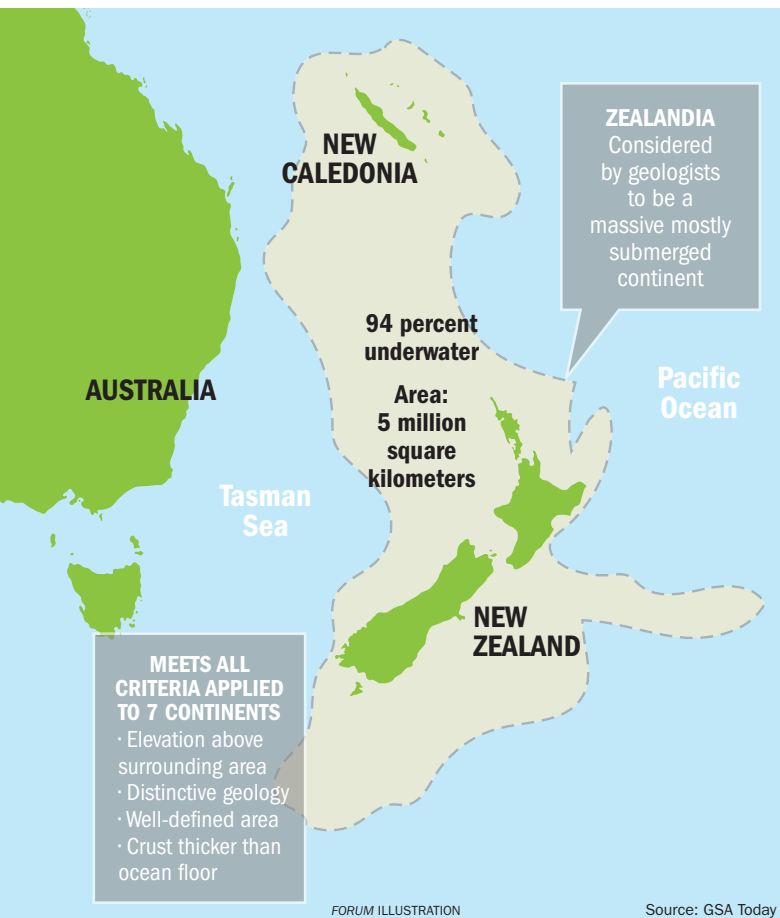 NEW
CALEDONIA
ZEALANDIA
Considered
by geologists
to be a
massive mostly
submerged
continent
94 percent
underwater
Area:
5 million
square
kilometers
AUSTRALIA
Pacific
Ocean
Tasman
Sea
NEW
ZEALAND
MEETS ALL
CRITERIA APPLIED
TO 7 CONTINENTS
· Elevation above
surrounding area
· Distinctive geology
· Well-defined area
· Crust thicker than
ocean floor
FORUM ILLUSTRATION
Source: GSA Today